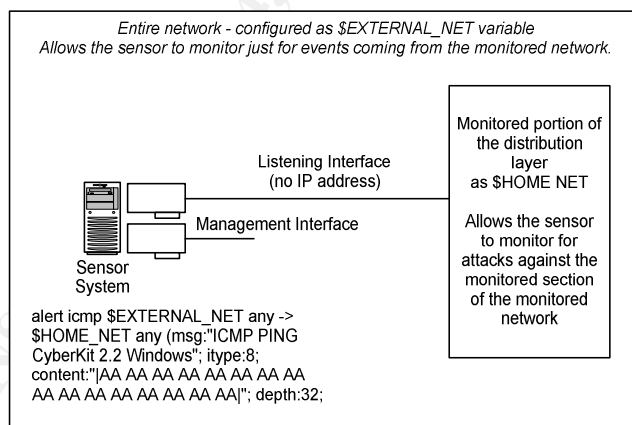 Entire network - configured as $EXTERNAL_NET variable
Allows the sensor to monitor just for events coming from the monitored network.
Listening Interface
(no IP address)
Management Interface
Sensor
System
Monitored portion of
the distribution
layer
as $HOME NET
Allows the sensor
to monitor for
attacks against the
monitored section
of the monitored
network
alert icmp $EXTERNAL_NET any ->
$HOME_NET any (msg:"ICMP PING
CyberKit 2.2 Windows"; itype:8;
content:"|AA AA AA AA AA AA AA AA
AA AA AA AA AA AA AA AA|"; depth:32;